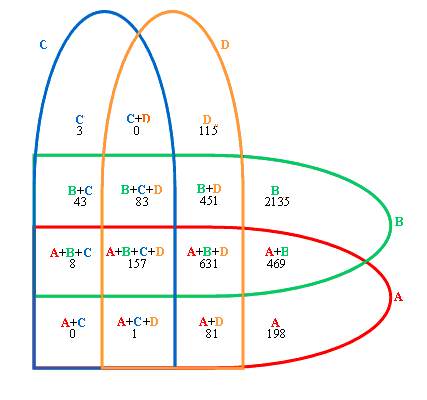 C D
C C+D D
3 0 115
B+C B+C+D B+D B
43 83 451 2135
B
A+B+C A+B+C+D A+B+D A+B
8 157 631 469
A
A+C A+C+D A+D A
0 1 81 198